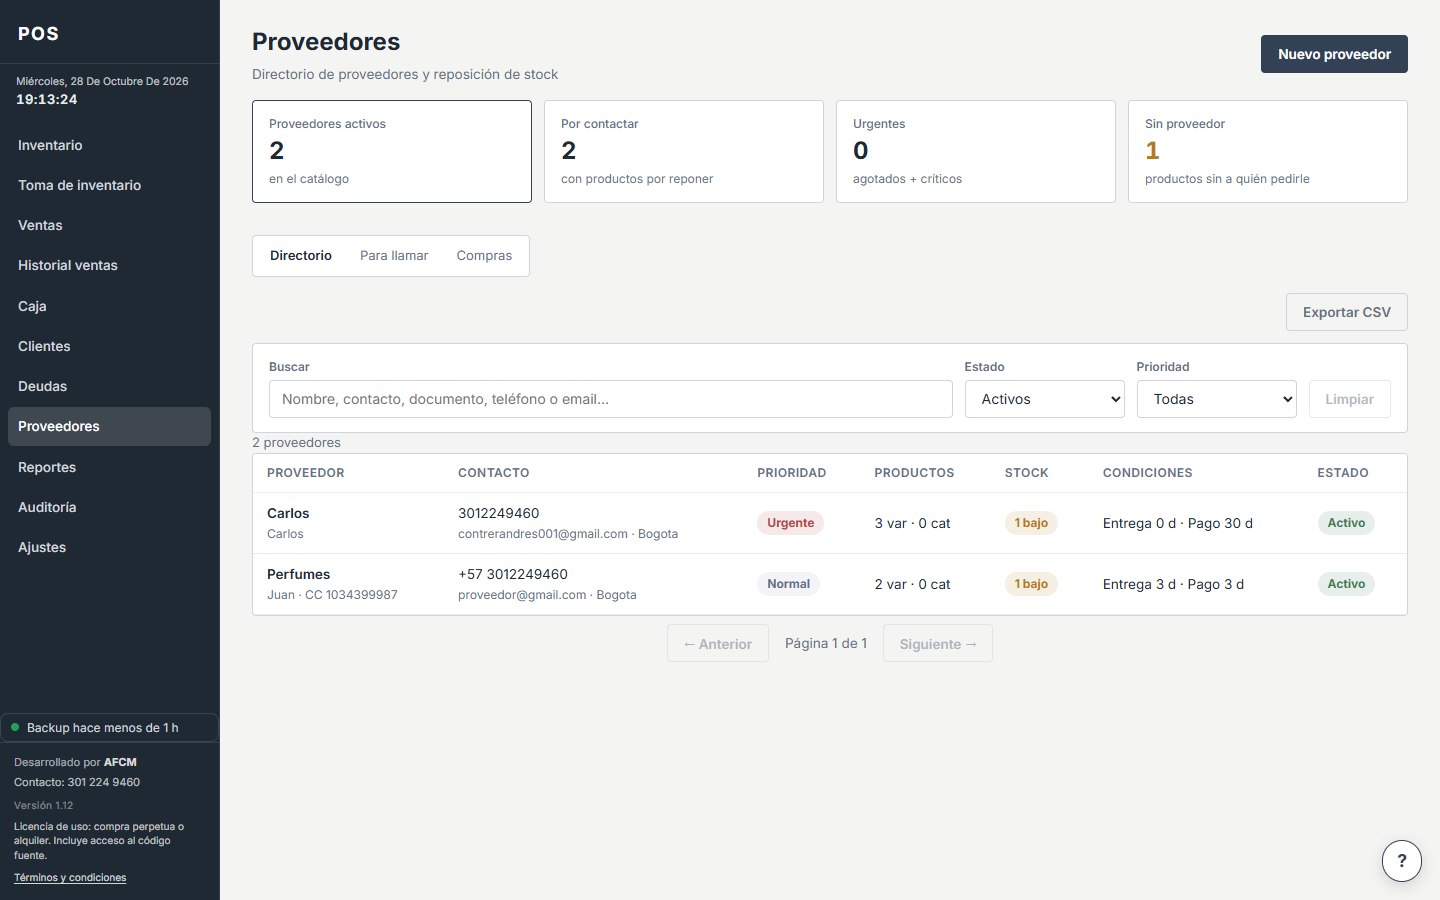 POS
Miércoles, 28 De Octubre De 2026
19:13:24
Inventario
Toma de inventario
Ventas
Historial ventas
Caja
Clientes
Deudas
Proveedores
Reportes
Auditoría
Ajustes
Backup hace menos de 1 h
Desarrollado por AFCM
Contacto: 301 224 9460
Versión 1.12
Licencia de uso: compra perpetua o
alquiler. Incluye acceso al código
fuente.
Términos y condiciones
Proveedores
Directorio de proveedores y reposición de stock
Nuevo proveedor
Proveedores activos
2
en el catálogo
Por contactar
2
con productos por reponer
Urgentes
0
agotados + críticos
Sin proveedor
1
productos sin a quién pedirle
Directorio Para llamar Compras
Exportar CSV
Buscar Estado Prioridad
Nombre, contacto, documento, teléfono o email... Activos Todas Limpiar
2 proveedores
PROVEEDOR CONTACTO PRIORIDAD PRODUCTOS STOCK CONDICIONES ESTADO
Carlos 3012249460 Urgente 3 var · 0 cat 1 bajo Entrega 0 d · Pago 30 d Activo
Carlos contrerandres001@gmail.com · Bogota
Perfumes +57 3012249460 Normal 2 var · 0 cat 1 bajo Entrega 3 d · Pago 3 d Activo
Juan · CC 1034399987 proveedor@gmail.com · Bogota
← Anterior Página 1 de 1 Siguiente →
?